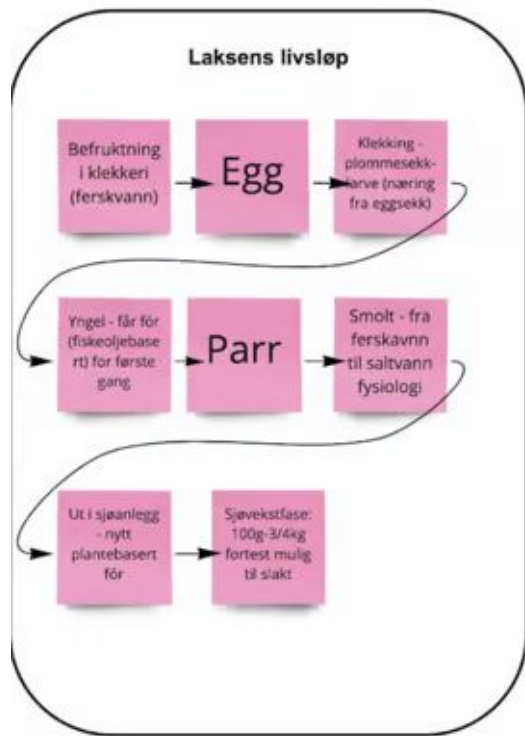 Laksens livsløp
Befruktning
i klekkeri
(ferskvann)
Egg
Klekking -
plommesekk-
larve (næring
fra eggsekk)
Yngel - får fôr
(fiskeoljebase
rt) for første
gang
Parr
Smolt - fra
ferskavnn
til saltvann
fysiologi
Ut i sjøanlegg
- nytt
plantebasert
fôr
Sjøvekstfase:
100g-3/4kg
fortest mulig
til slakt